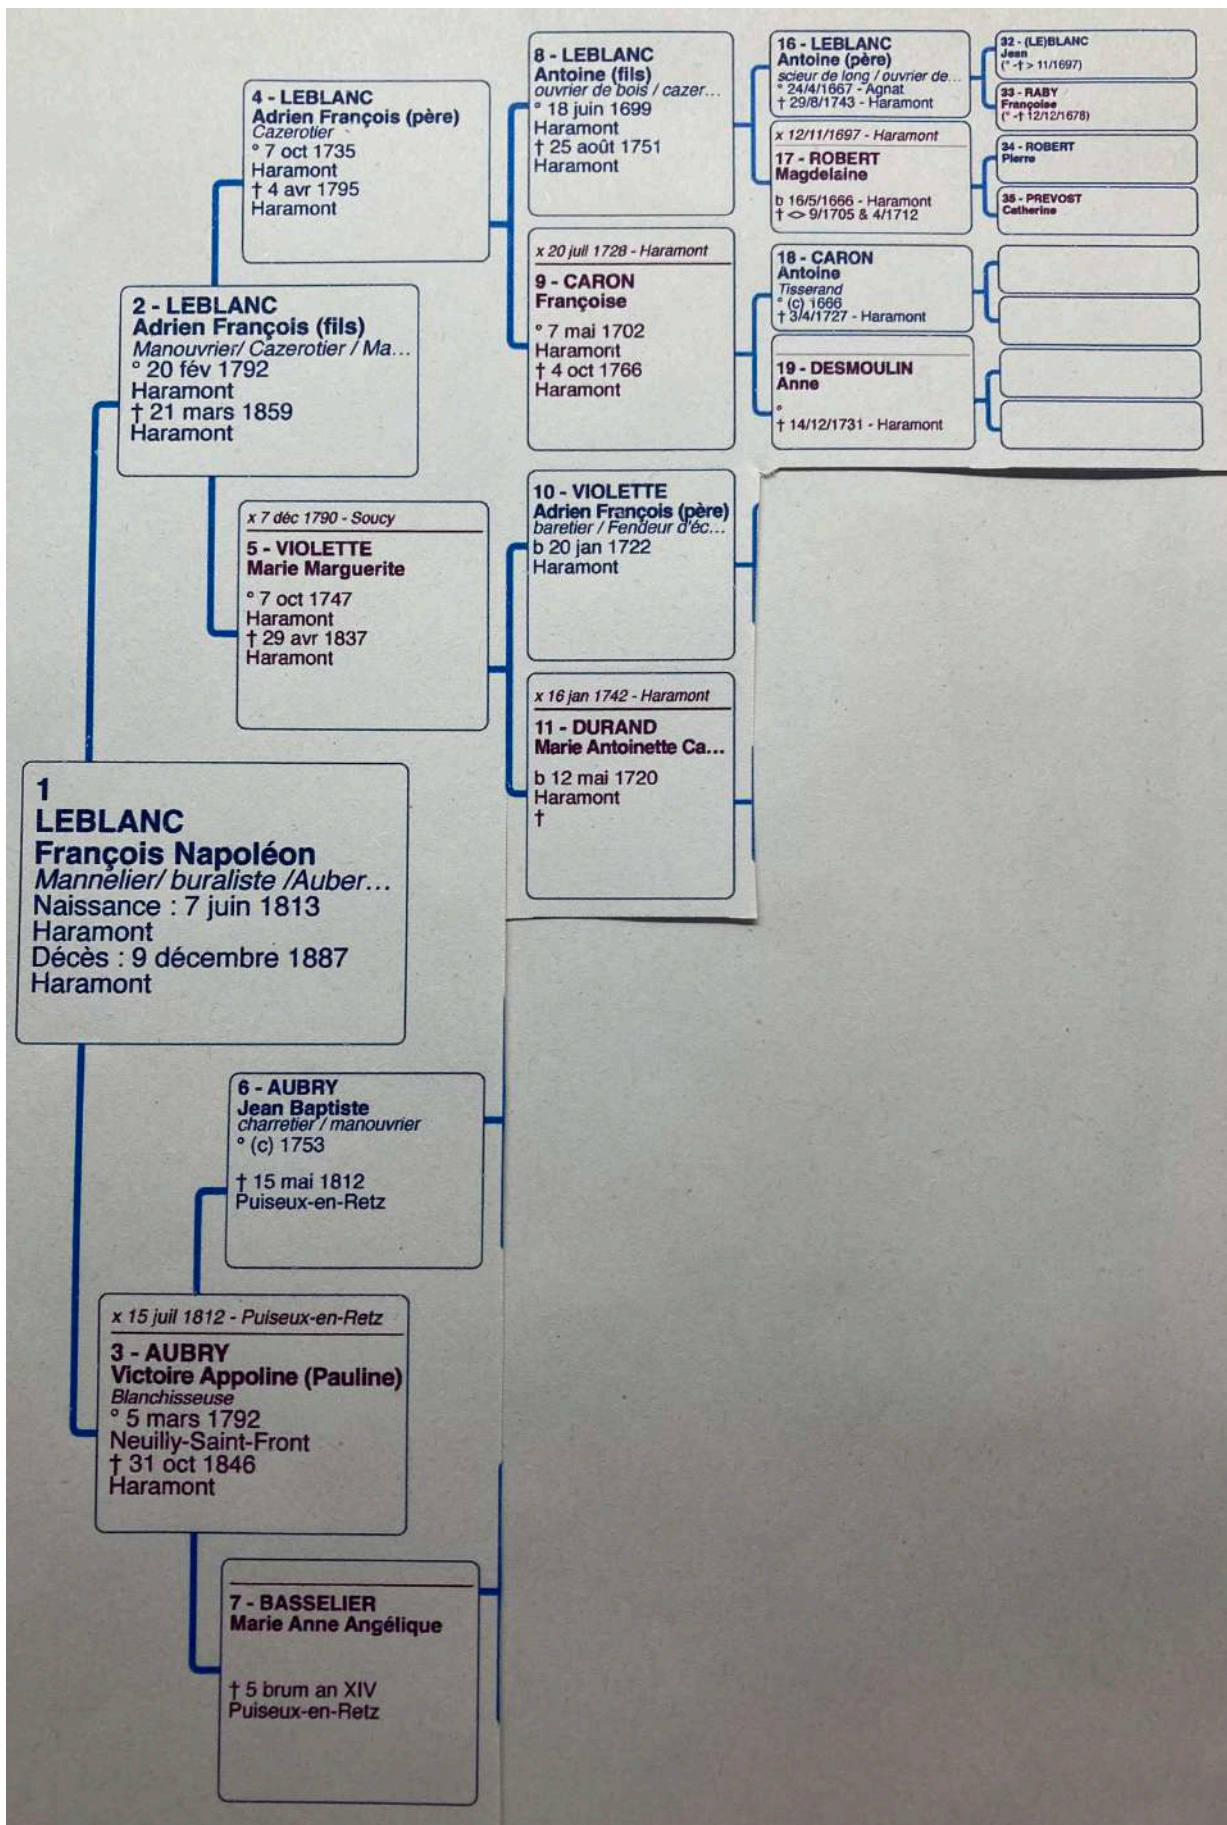 1
LEBLANC
François Napoléon
Mannelier/ buraliste /Auber...
Naissance : 7 juin 1813
Haramont
Décès : 9 décembre 1887
Haramont
2 - LEBLANC
Adrien François (fils)
Manouvrier/ Cazerotier / Ma...
° 20 fév 1792
Haramont
† 21 mars 1859
Haramont
x 15 juil 1812 - Puiseux-en-Retz
3 - AUBRY
Victoire Appoline (Pauline)
Blanchisseuse
° 5 mars 1792
Neuilly-Saint-Front
† 31 oct 1846
Haramont
4 - LEBLANC
Adrien François (père)
Cazerotier
° 7 oct 1735
Haramont
† 4 avr 1795
Haramont
x 7 déc 1790 - Soucy
5 - VIOLETTE
Marie Marguerite
° 7 oct 1747
Haramont
† 29 avr 1837
Haramont
6 - AUBRY
Jean Baptiste
charretier / manouvrier
° (c) 1753
† 15 mai 1812
Puiseux-en-Retz
7 - BASSELIER
Marie Anne Angélique
† 5 brum an XIV
Puiseux-en-Retz
8 - LEBLANC
Antoine (fils)
ouvrier de bois / cazer...
° 18 juin 1699
Haramont
† 25 août 1751
Haramont
x 20 juil 1728 - Haramont
9 - CARON
Françoise
° 7 mai 1702
Haramont
† 4 oct 1766
Haramont
10 - VIOLETTE
Adrien François (père)
baretier / Fendeur d'éc...
b 20 jan 1722
Haramont
x 16 jan 1742 - Haramont
11 - DURAND
Marie Antoinette Ca...
b 12 mai 1720
Haramont
†
16 - LEBLANC
Antoine (père)
scieur de long / ouvrier de...
° 24/4/1667 - Agnat
† 29/8/1743 - Haramont
x 12/11/1697 - Haramont
17 - ROBERT
Magdelaine
b 16/5/1666 - Haramont
† <> 9/1705 & 4/1712
18 - CARON
Antoine
Tisserand
° (c) 1666
† 3/4/1727 - Haramont
19 - DESMOULIN
Anne
°
† 14/12/1731 - Haramont
32 - (LE)BLANC
Jean
(° -† > 11/1697)
33 - RABY
Françoise
(° -† 12/12/1678)
34 - ROBERT
Pierre
35 - PREVOST
Catherine